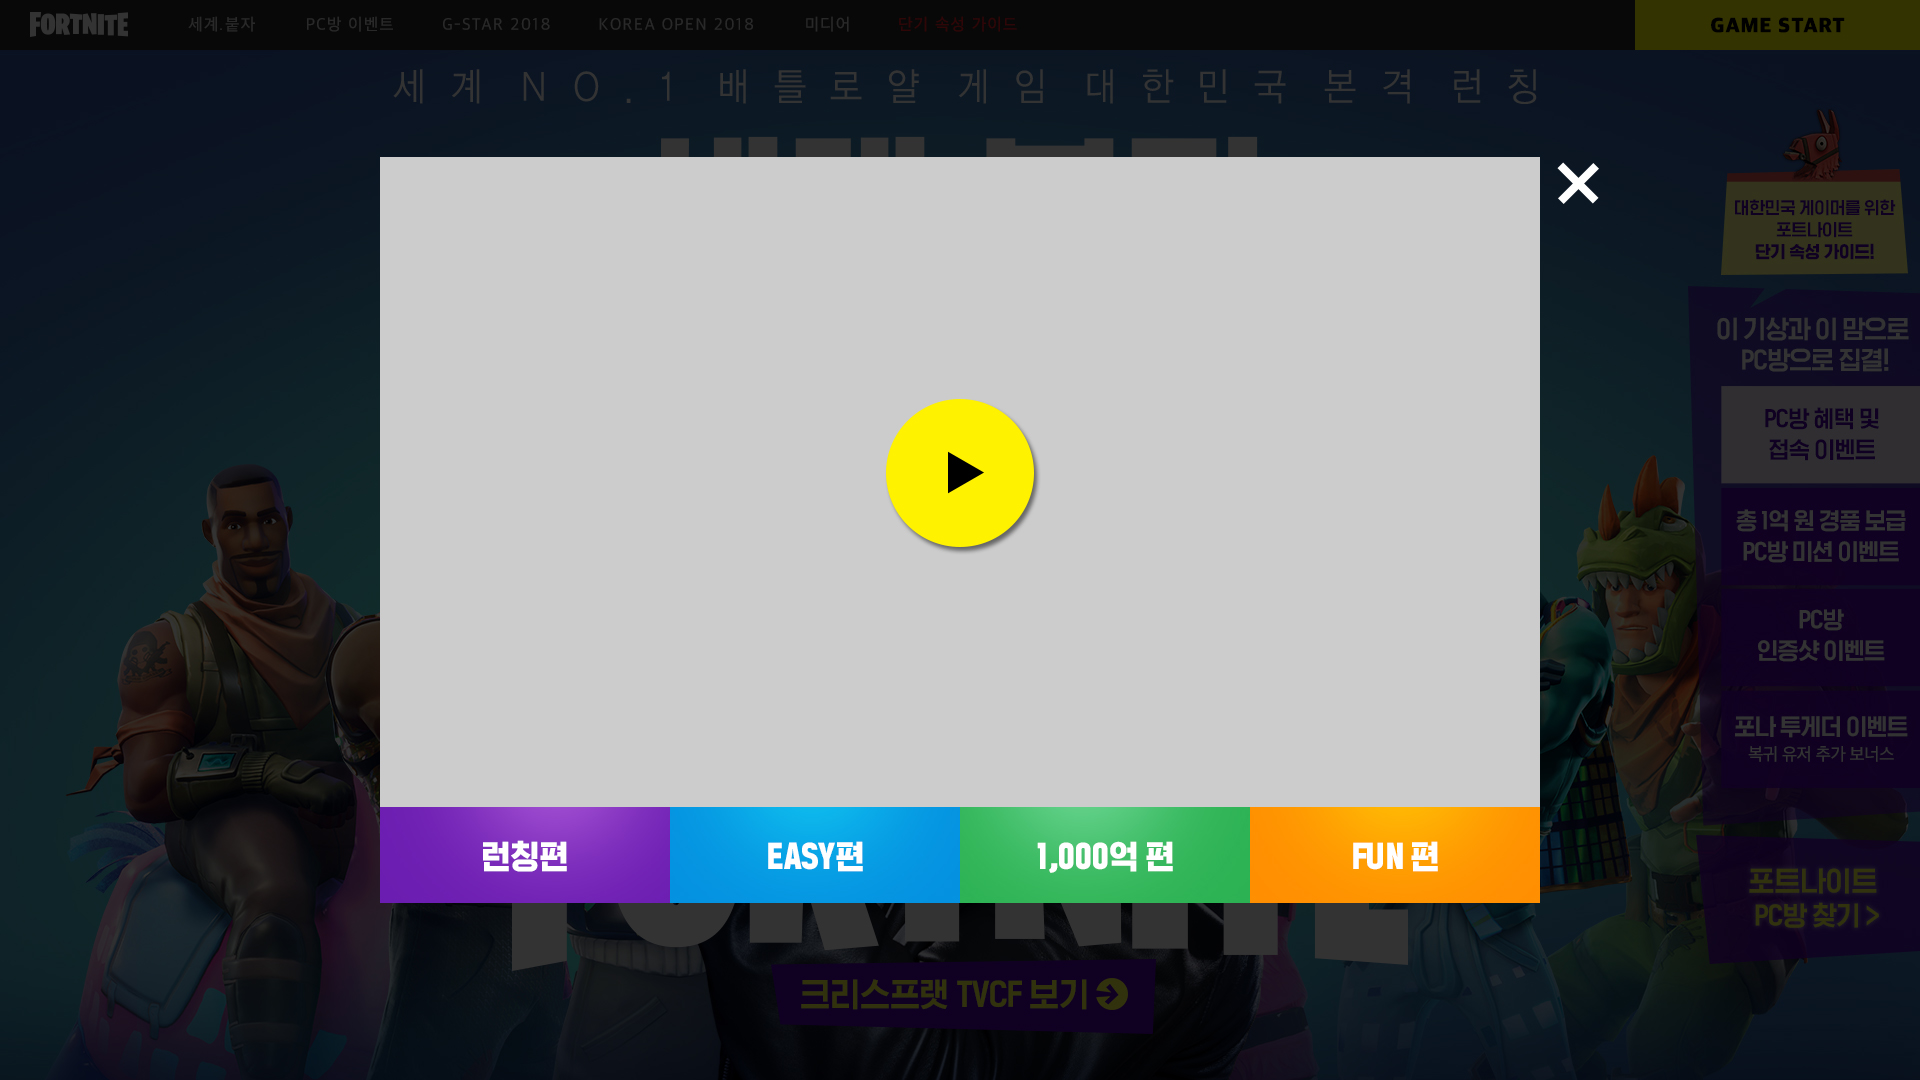 FORTNITE
세계.붙자
PC방 이벤트
G-STAR 2018
KOREA OPEN 2018
미디어
단기 속성 가이드
GAME START
세계 NO.1 배틀로얄 게임 대한민국 본격 런칭
대한민국 게이머를 위한
포트나이트
단기 속성 가이드!
이 기상과 이 맘으로
PC방으로 집결!
PC방 혜택 및
접속 이벤트
총 1억 원 경품 보급
PC방 미션 이벤트
PC방
인증샷 이벤트
포나 투게더 이벤트
복귀 유저 추가 보너스
포트나이트
PC방 찾기 >
런칭편
EASY편
1,000억 편
FUN 편
크리스프랫 TVCF 보기